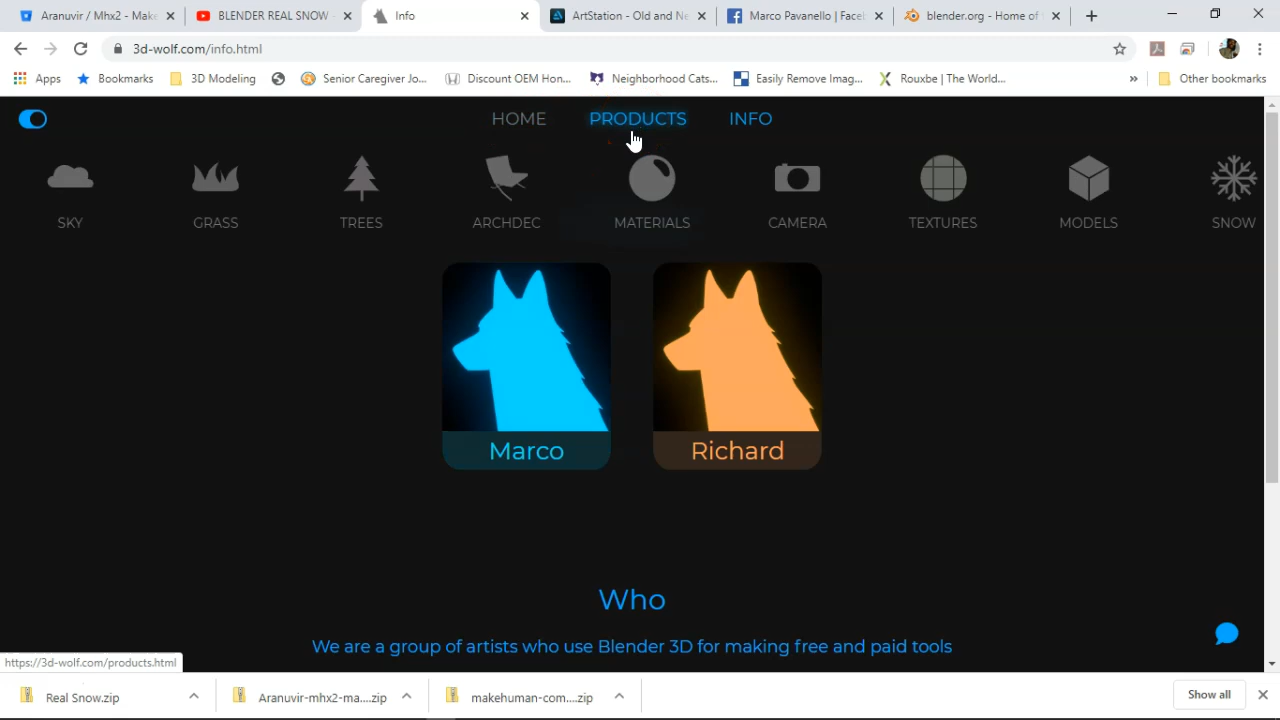 Aranuvir / Mhx2 - Make
BLENDER REAL SNOW -
Info
ArtStation - Old and Ne
Marco Pavanello | Face
blender.org - Home of
3d-wolf.com/info.html
Apps
Bookmarks
3D Modeling
Senior Caregiver Jo...
Discount OEM Hon...
Neighborhood Cats...
Easily Remove Imag...
Rouxbe | The World...
Other bookmarks
HOME
PRODUCTS
INFO
SKY
GRASS
TREES
ARCHDEC
MATERIALS
CAMERA
TEXTURES
MODELS
SNOW
Marco
Richard
Who
We are a group of artists who use Blender 3D for making free and paid tools
https://3d-wolf.com/products.html
Real Snow.zip
Aranuvir-mhx2-ma....zip
makehuman-com....zip
Show all